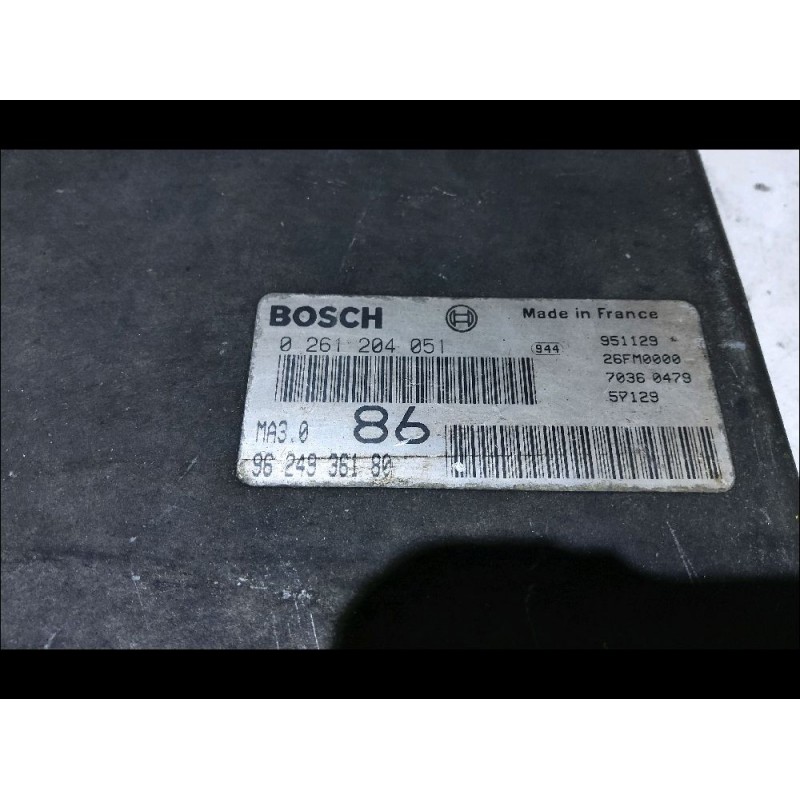 BOSCH Made in France
0 261 204 051 944 951129
26FM0000
7036 0479
57129
MA3.0 86
96 249 361 80